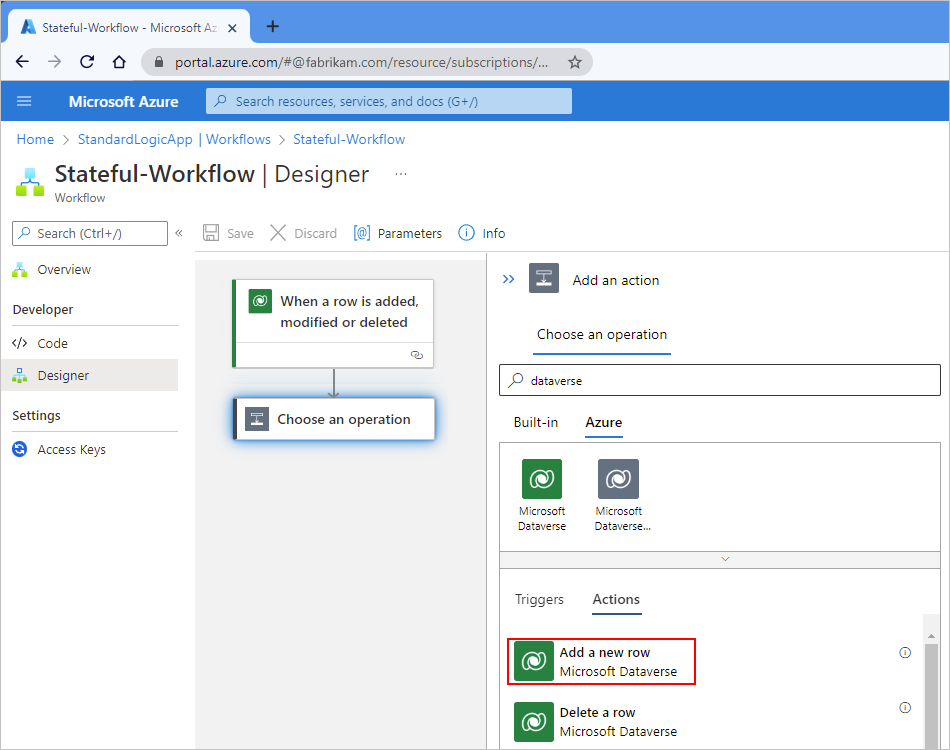 Stateful-Workflow - Microsoft Az
portal.azure.com/#@fabrikam.com/resource/subscriptions/...
Microsoft Azure
Search resources, services, and docs (G+/)
Home > StandardLogicApp | Workflows > Stateful-Workflow
Stateful-Workflow | Designer ...
Workflow
Search (Ctrl+/) «
Save Discard [@] Parameters Info
Overview
Developer
</> Code
Designer
Settings
Access Keys
When a row is added,
modified or deleted
Choose an operation
Add an action
Choose an operation
dataverse
Built-in Azure
Microsoft
Dataverse
Microsoft
Dataverse...
Triggers Actions
Add a new row
Microsoft Dataverse
Delete a row
Microsoft Dataverse